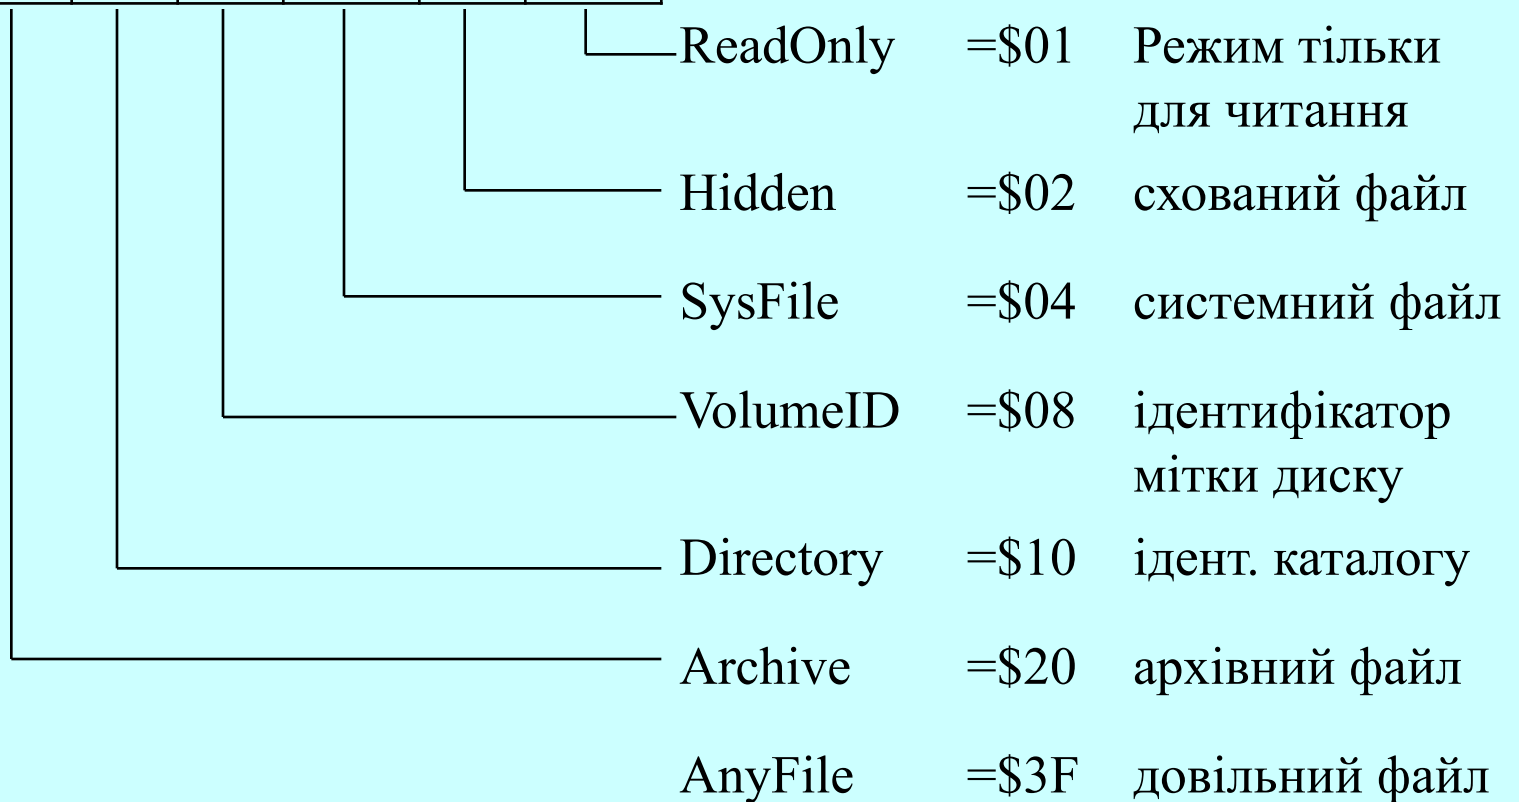 ReadOnly =$01 Режим тільки
для читання
Hidden =$02 схований файл
SysFile =$04 системний файл
VolumeID =$08 ідентифікатор
мітки диску
Directory =$10 ідент. каталогу
Archive =$20 архівний файл
AnyFile =$3F довільний файл